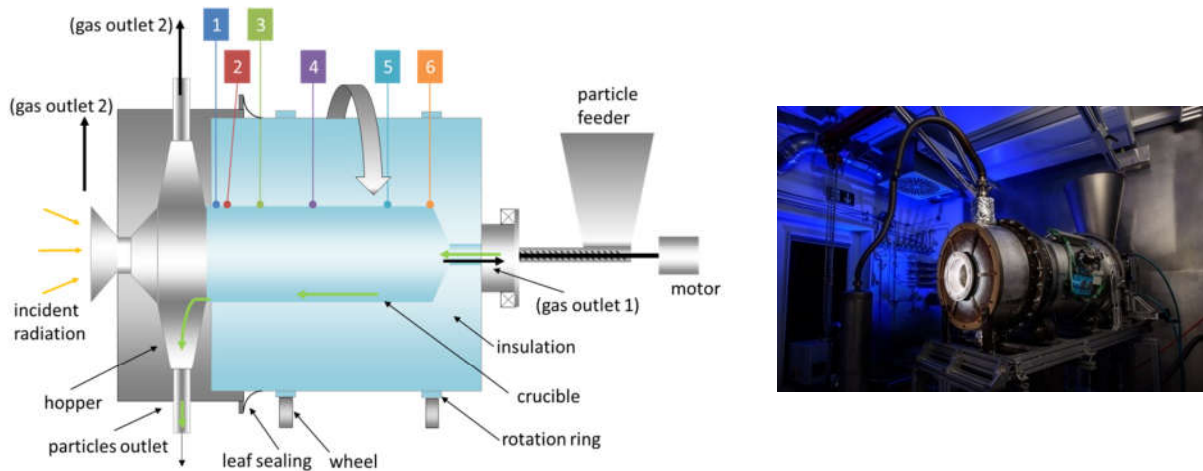 (gas outlet 2)
(gas outlet 2)
1
2
3
4
5
6
particle
feeder
incident
radiation
(gas outlet 1)
motor
insulation
hopper
crucible
particles outlet
rotation ring
leaf sealing
wheel